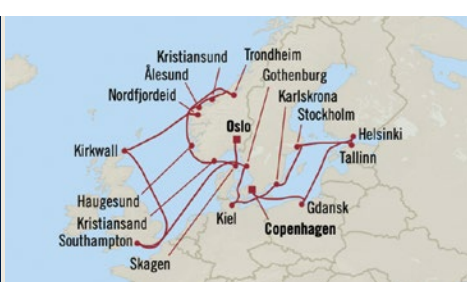 Kristiansund
Trondheim
Ålesund
Gothenburg
Nordfjordeid
Karlskrona
Stockholm
Oslo
Helsinki
Kirkwall
Tallinn
Haugesund
Kristiansand
Kiel
Gdansk
Southampton
Copenhagen
Skagen